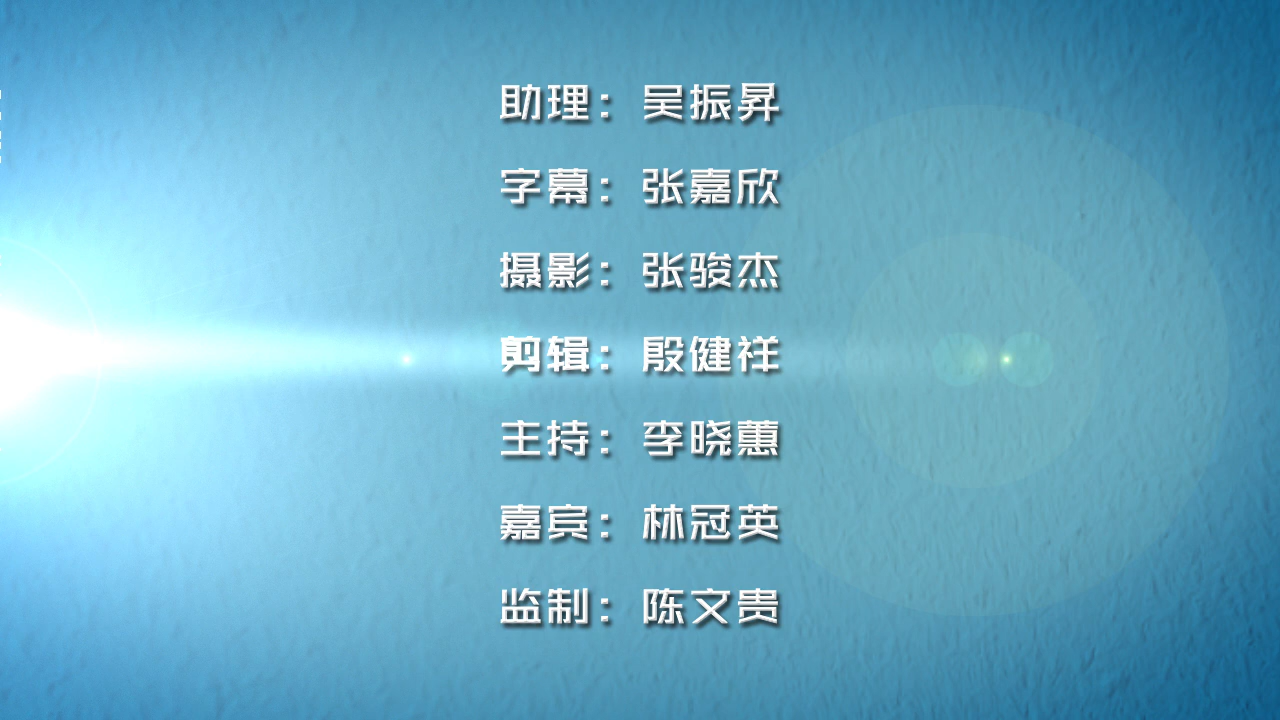 助理：吴振昇
字幕：张嘉欣
摄影：张骏杰
剪辑：殷健祥
主持：李晓蕙
嘉宾：林冠英
监制：陈文贵